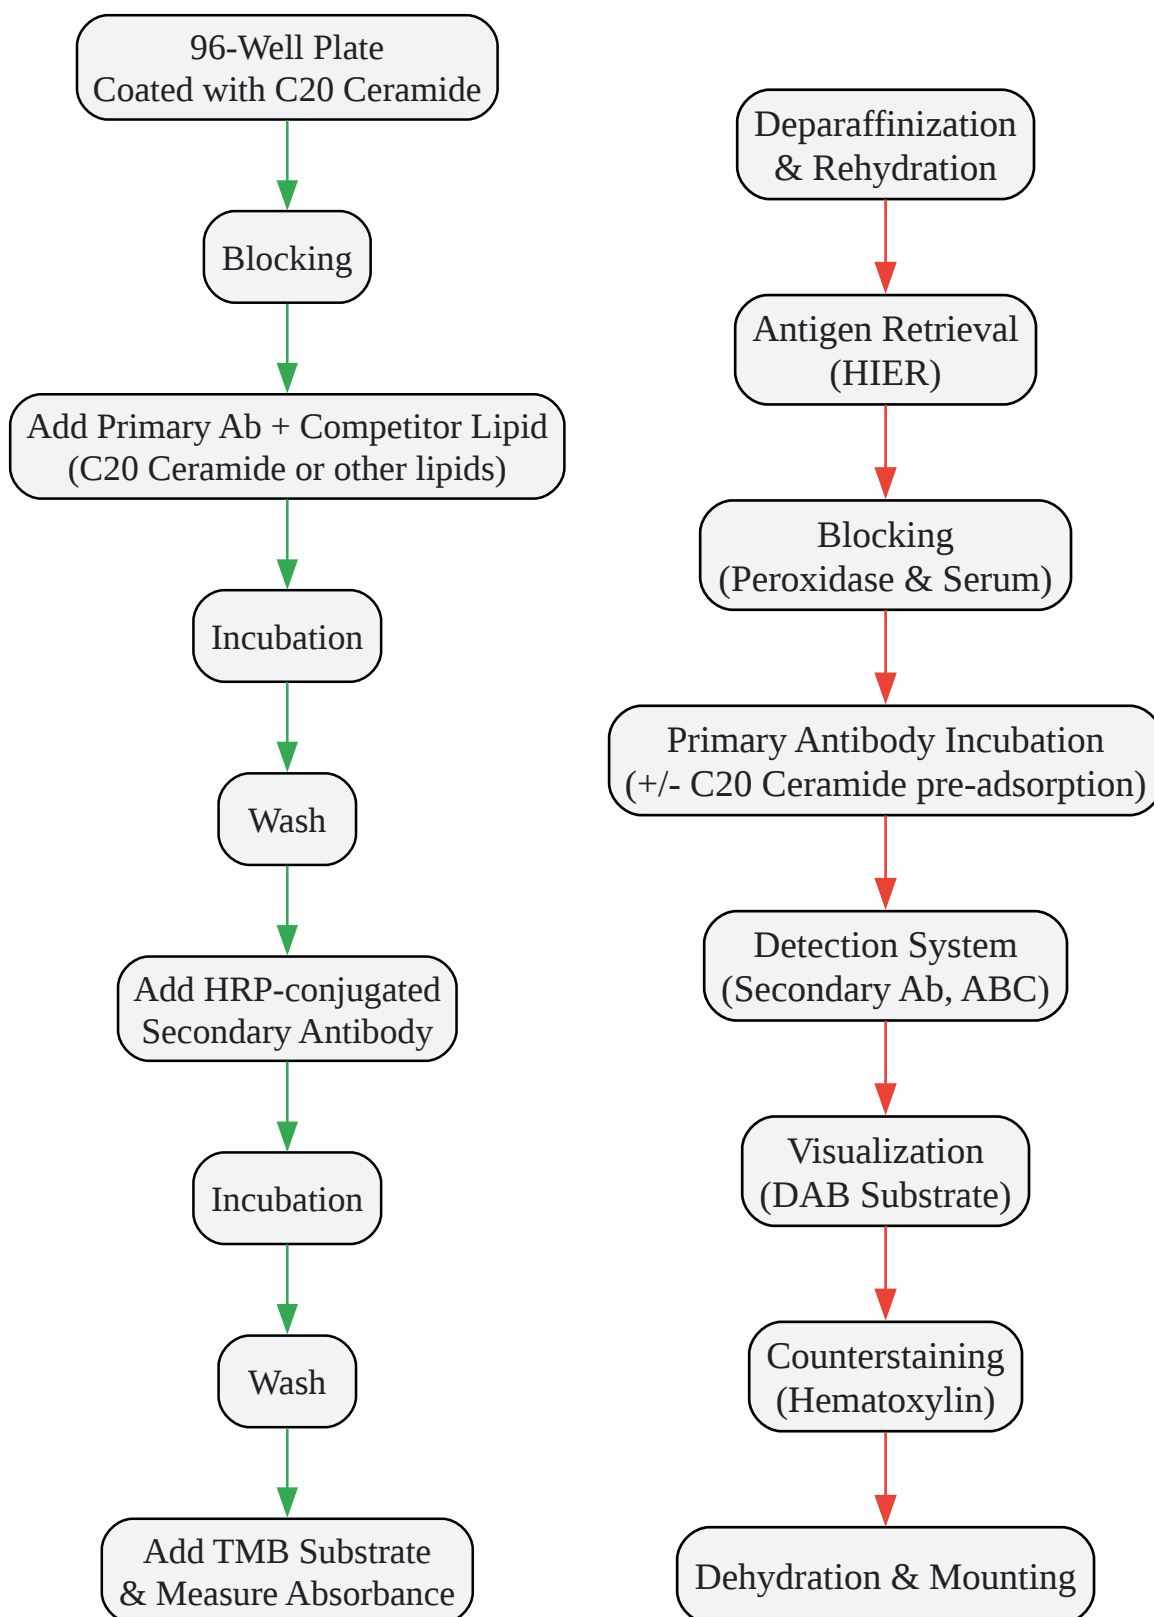 96-Well Plate
Coated with C20 Ceramide
Blocking
Add Primary Ab + Competitor Lipid
(C20 Ceramide or other lipids)
Incubation
Wash
Add HRP-conjugated
Secondary Antibody
Incubation
Wash
Add TMB Substrate
& Measure Absorbance
Deparaffinization
& Rehydration
Antigen Retrieval
(HIER)
Blocking
(Peroxidase & Serum)
Primary Antibody Incubation
(+/- C20 Ceramide pre-adsorption)
Detection System
(Secondary Ab, ABC)
Visualization
(DAB Substrate)
Counterstaining
(Hematoxylin)
Dehydration & Mounting